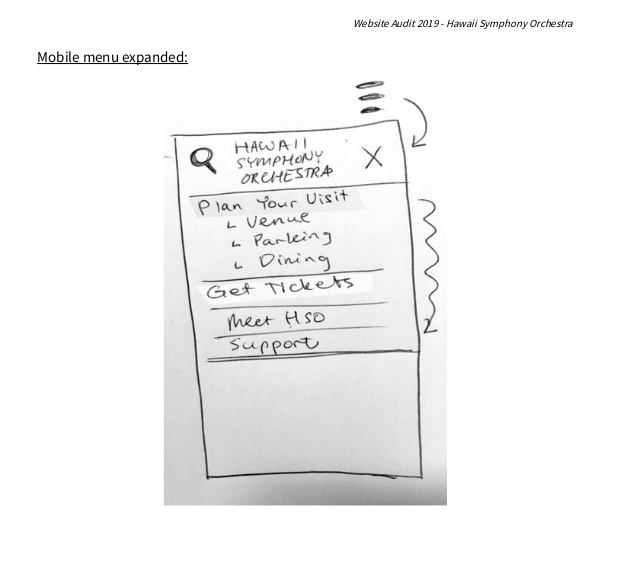 Website Audit 2019 - Hawaii Symphony Orchestra
Mobile menu expanded:
HAWAII
SYMPHONY
ORCHESTRA
X
Plan Your Visit
Venue
Parking
Dining
Get Tickets
Meet HSO
Support